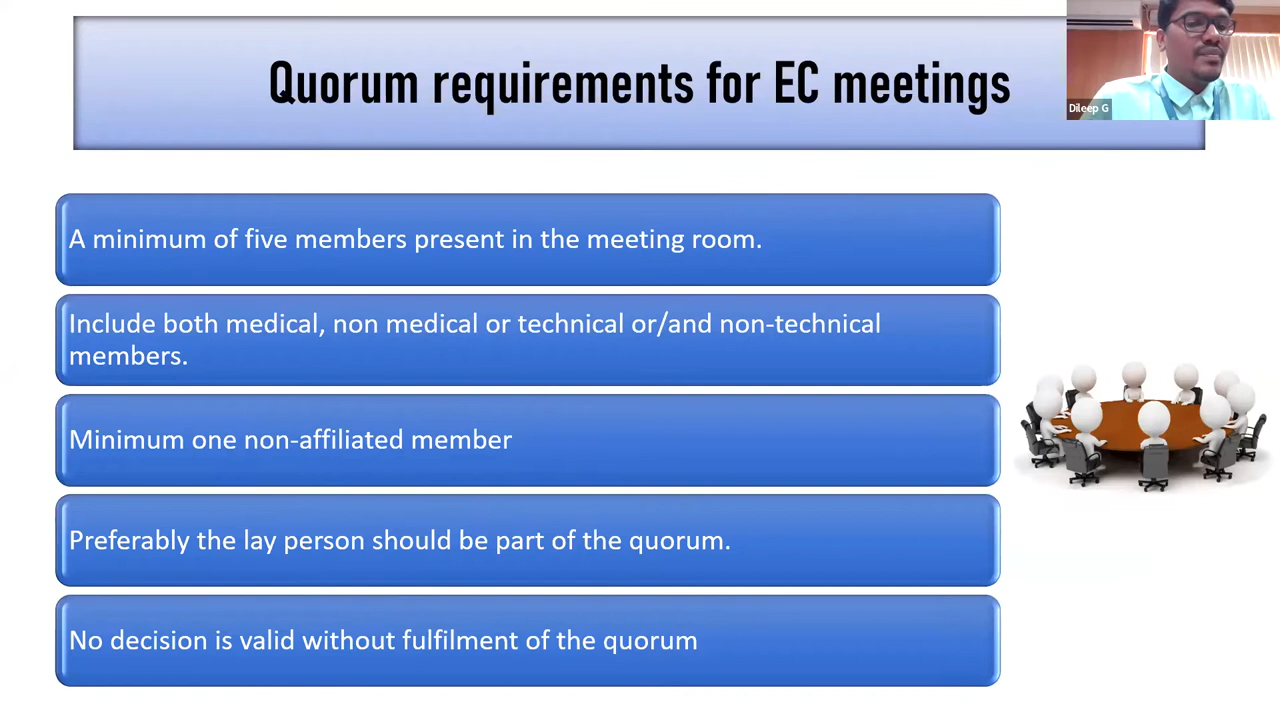 Quorum requirements for EC meetings
Dileep G
A minimum of five members present in the meeting room.
Include both medical, non medical or technical or/and non-technical
members.
Minimum one non-affiliated member
Preferably the lay person should be part of the quorum.
No decision is valid without fulfilment of the quorum